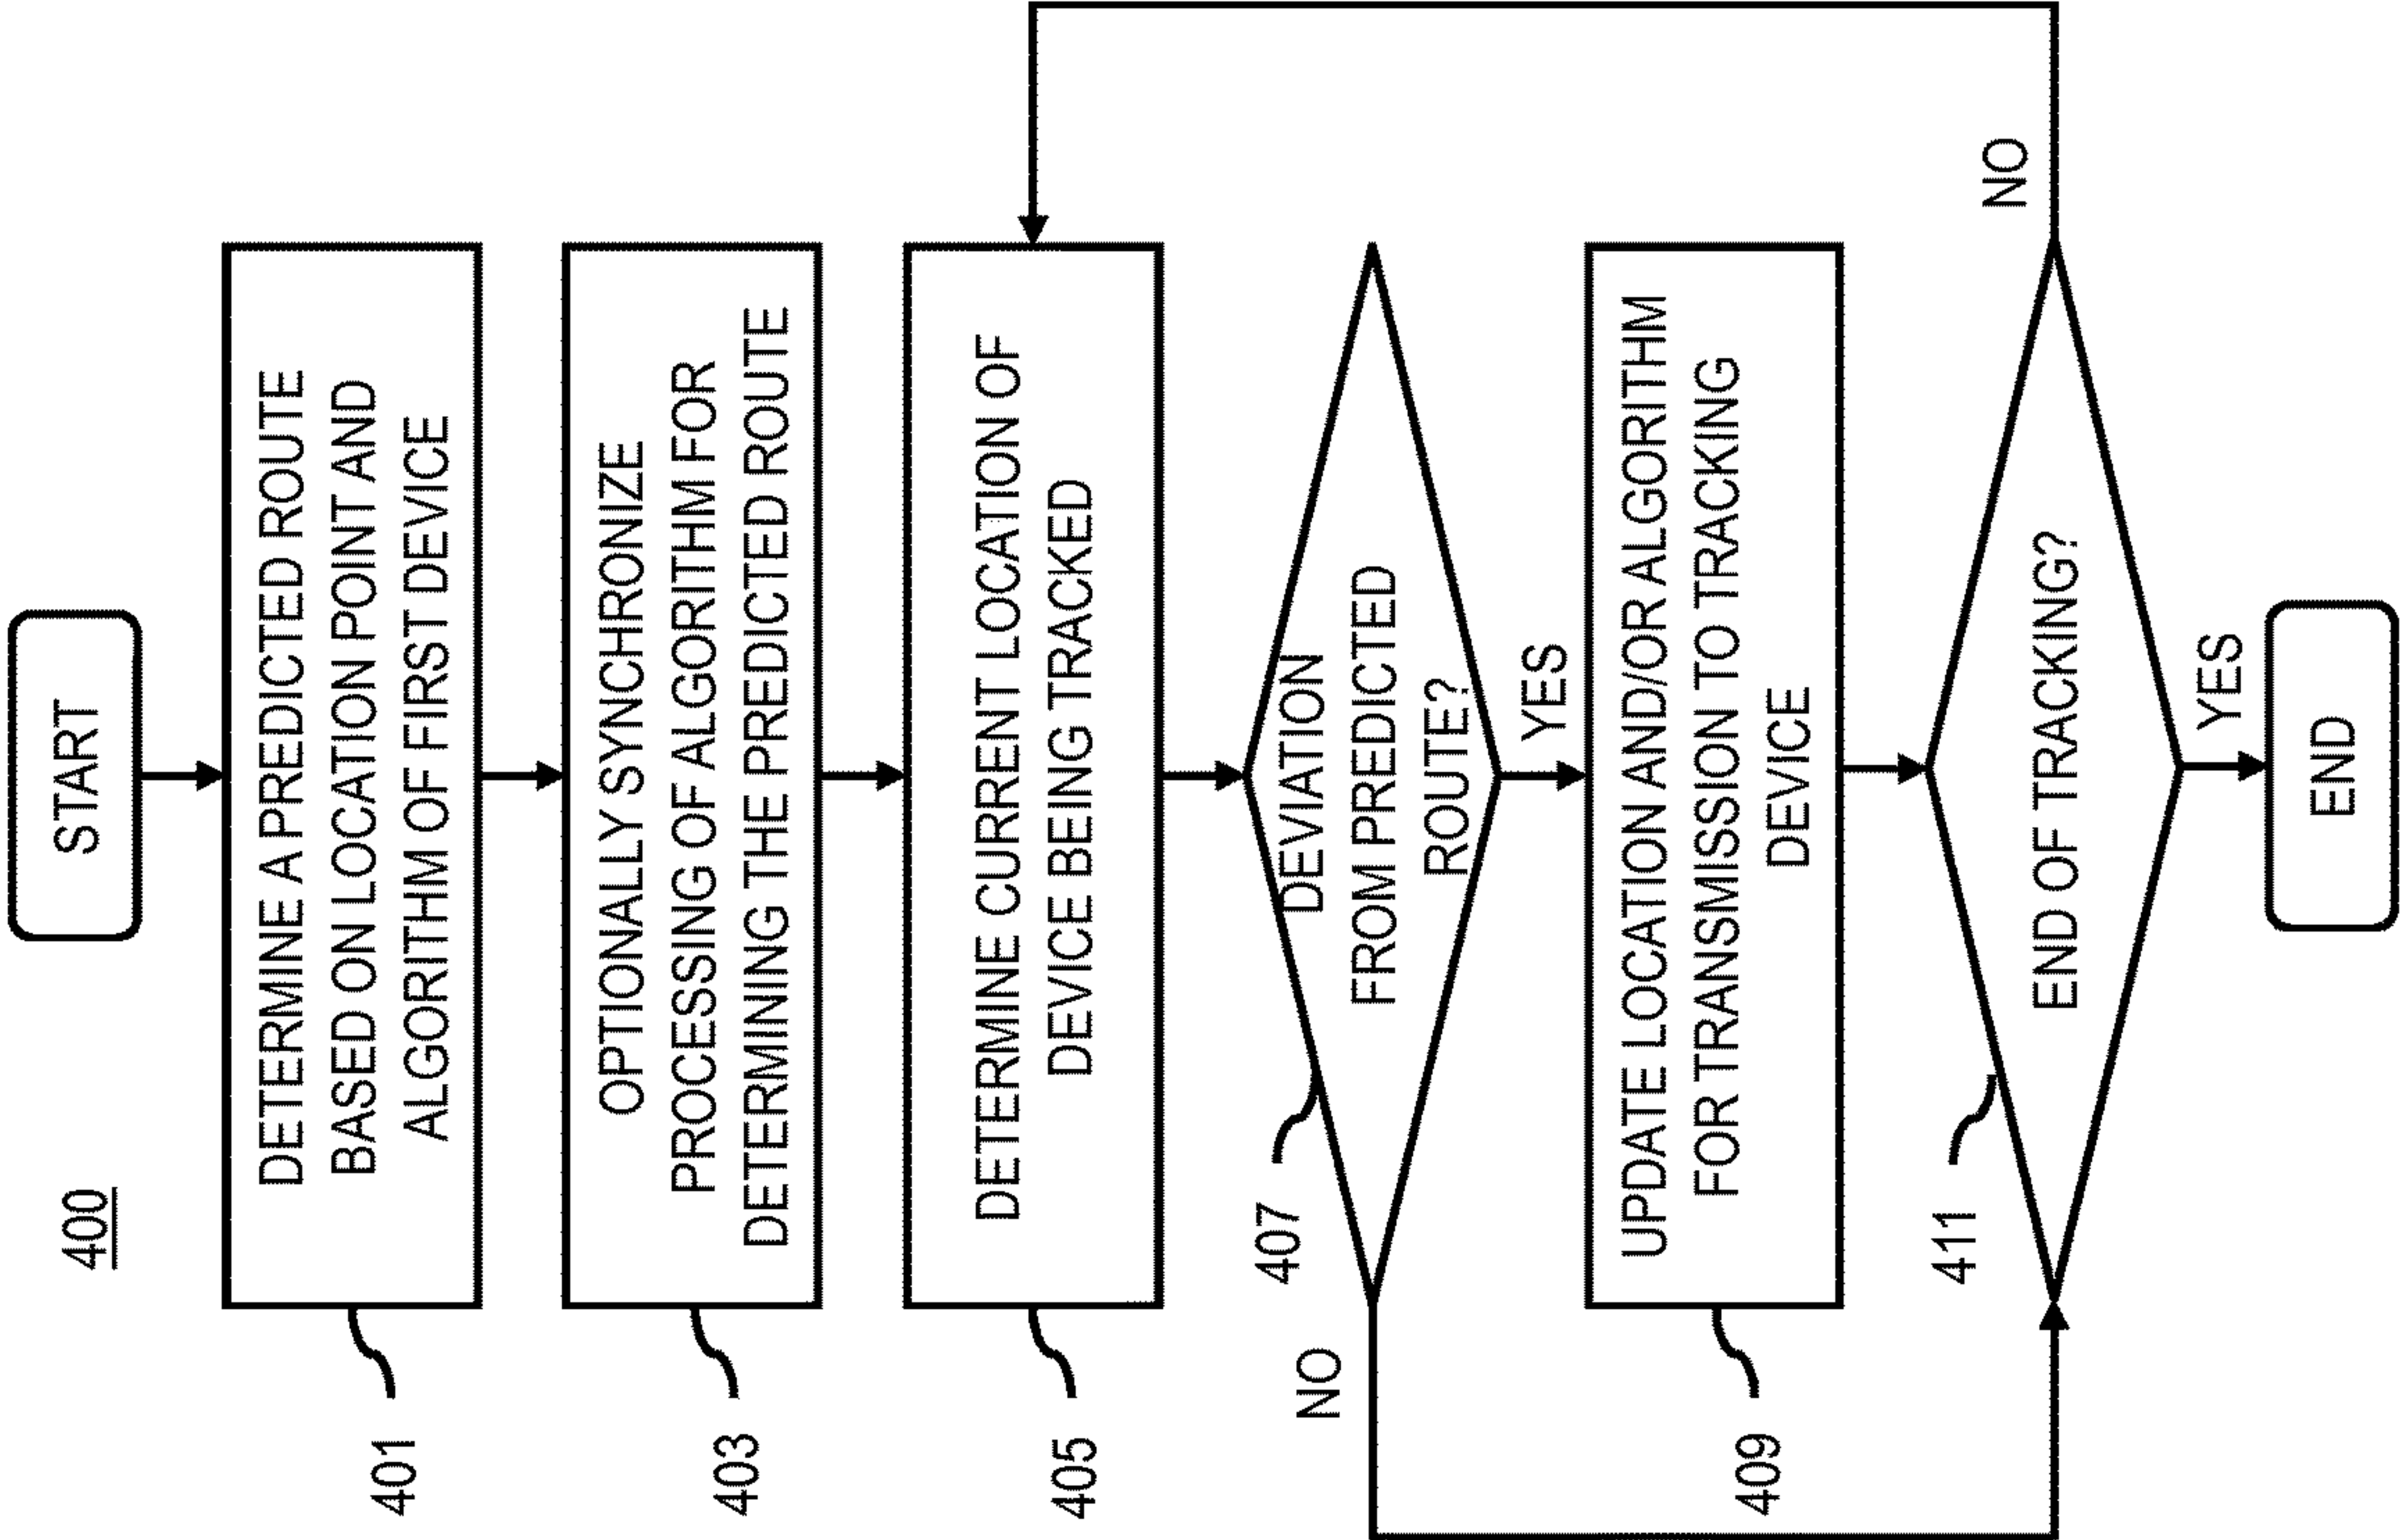 400
START
DETERMINE A PREDICTED ROUTE
BASED ON LOCATION POINT AND
ALGORITHM OF FIRST DEVICE
401
OPTIONALLY SYNCHRONIZE
PROCESSING OF ALGORITHM FOR
DETERMINING THE PREDICTED ROUTE
403
DETERMINE CURRENT LOCATION OF
DEVICE BEING TRACKED
405
407
DEVIATION
FROM PREDICTED
ROUTE?
NO
YES
UPDATE LOCATION AND/OR ALGORITHM
FOR TRANSMISSION TO TRACKING
DEVICE
409
411
END OF TRACKING?
NO
YES
END